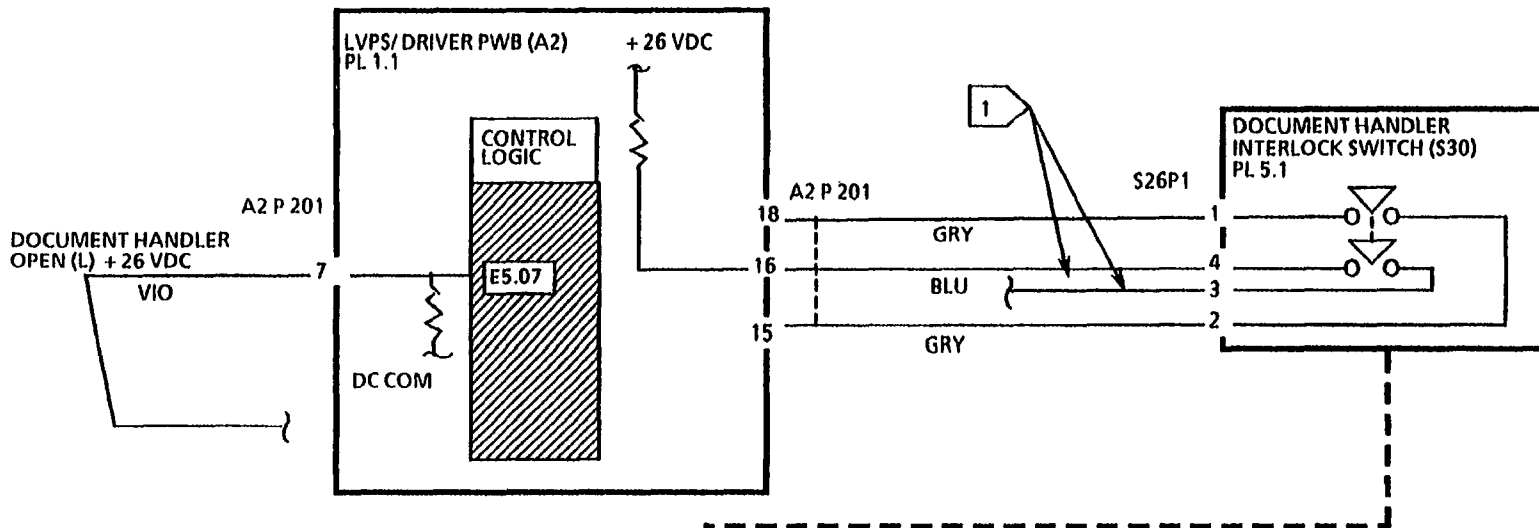 LVPS/DRIVER PWB (A2)
PL 1.1
+ 26 VDC
CONTROL
LOGIC
E5.07
A2 P 201
DOCUMENT HANDLER
OPEN (L) + 26 VDC
7
VIO
DC COM
A2 P 201
18
16
15
GRY
BLU
GRY
1
S26P1
1
4
3
2
DOCUMENT HANDLER
INTERLOCK SWITCH (S30)
PL 5.1